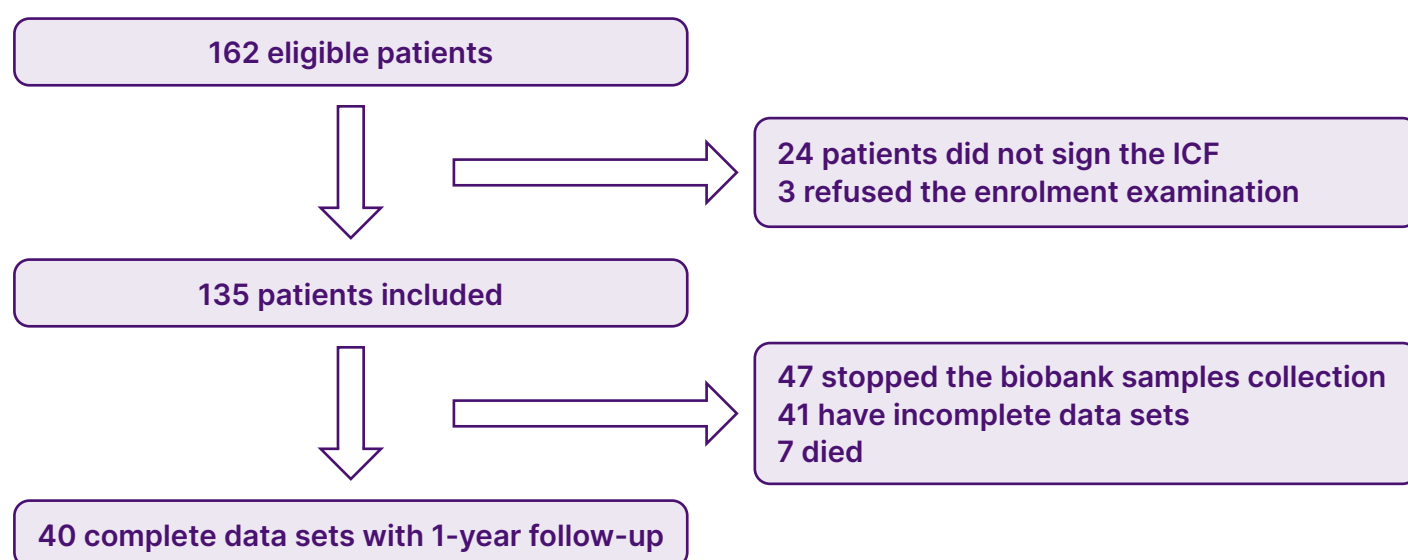 162 eligible patients
24 patients did not sign the ICF
3 refused the enrolment examination
135 patients included
47 stopped the biobank samples collection
41 have incomplete data sets
7 died
40 complete data sets with 1-year follow-up